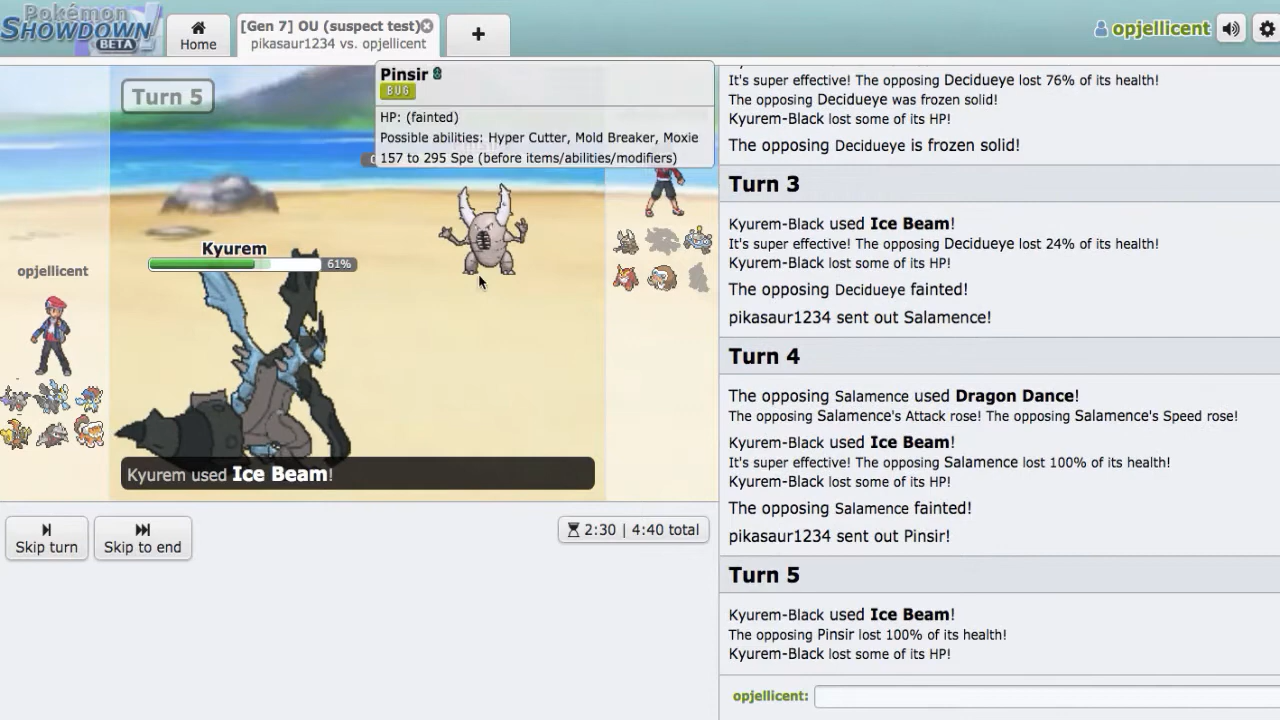 Pokémon
SHOWDOWN!
BETA
Home
[Gen 7] OU (suspect test)
pikasaur1234 vs. opjellicent
+
opjellicent
Turn 5
Pinsir
BUG
HP: (fainted)
Possible abilities: Hyper Cutter, Mold Breaker, Moxie
157 to 295 Spe (before items/abilities/modifiers)
Kyurem
61%
opjellicent
Kyurem used Ice Beam!
Skip turn
Skip to end
2:30 | 4:40 total
It's super effective! The opposing Decidueye lost 76% of its health!
The opposing Decidueye was frozen solid!
Kyurem-Black lost some of its HP!
The opposing Decidueye is frozen solid!
Turn 3
Kyurem-Black used Ice Beam!
It's super effective! The opposing Decidueye lost 24% of its health!
Kyurem-Black lost some of its HP!
The opposing Decidueye fainted!
pikasaur1234 sent out Salamence!
Turn 4
The opposing Salamence used Dragon Dance!
The opposing Salamence's Attack rose! The opposing Salamence's Speed rose!
Kyurem-Black used Ice Beam!
It's super effective! The opposing Salamence lost 100% of its health!
Kyurem-Black lost some of its HP!
The opposing Salamence fainted!
pikasaur1234 sent out Pinsir!
Turn 5
Kyurem-Black used Ice Beam!
The opposing Pinsir lost 100% of its health!
Kyurem-Black lost some of its HP!
opjellicent: